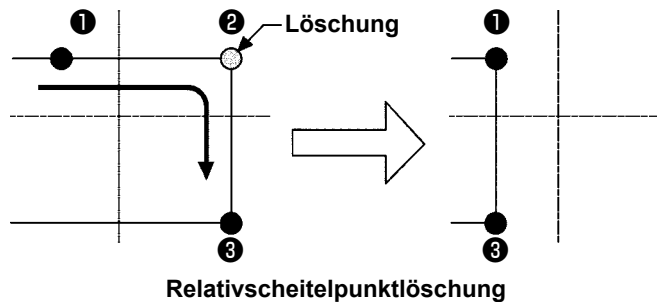 ❶ ❷ ❶
Löschung
❸ ❸
Relativscheitelpunktlöschung